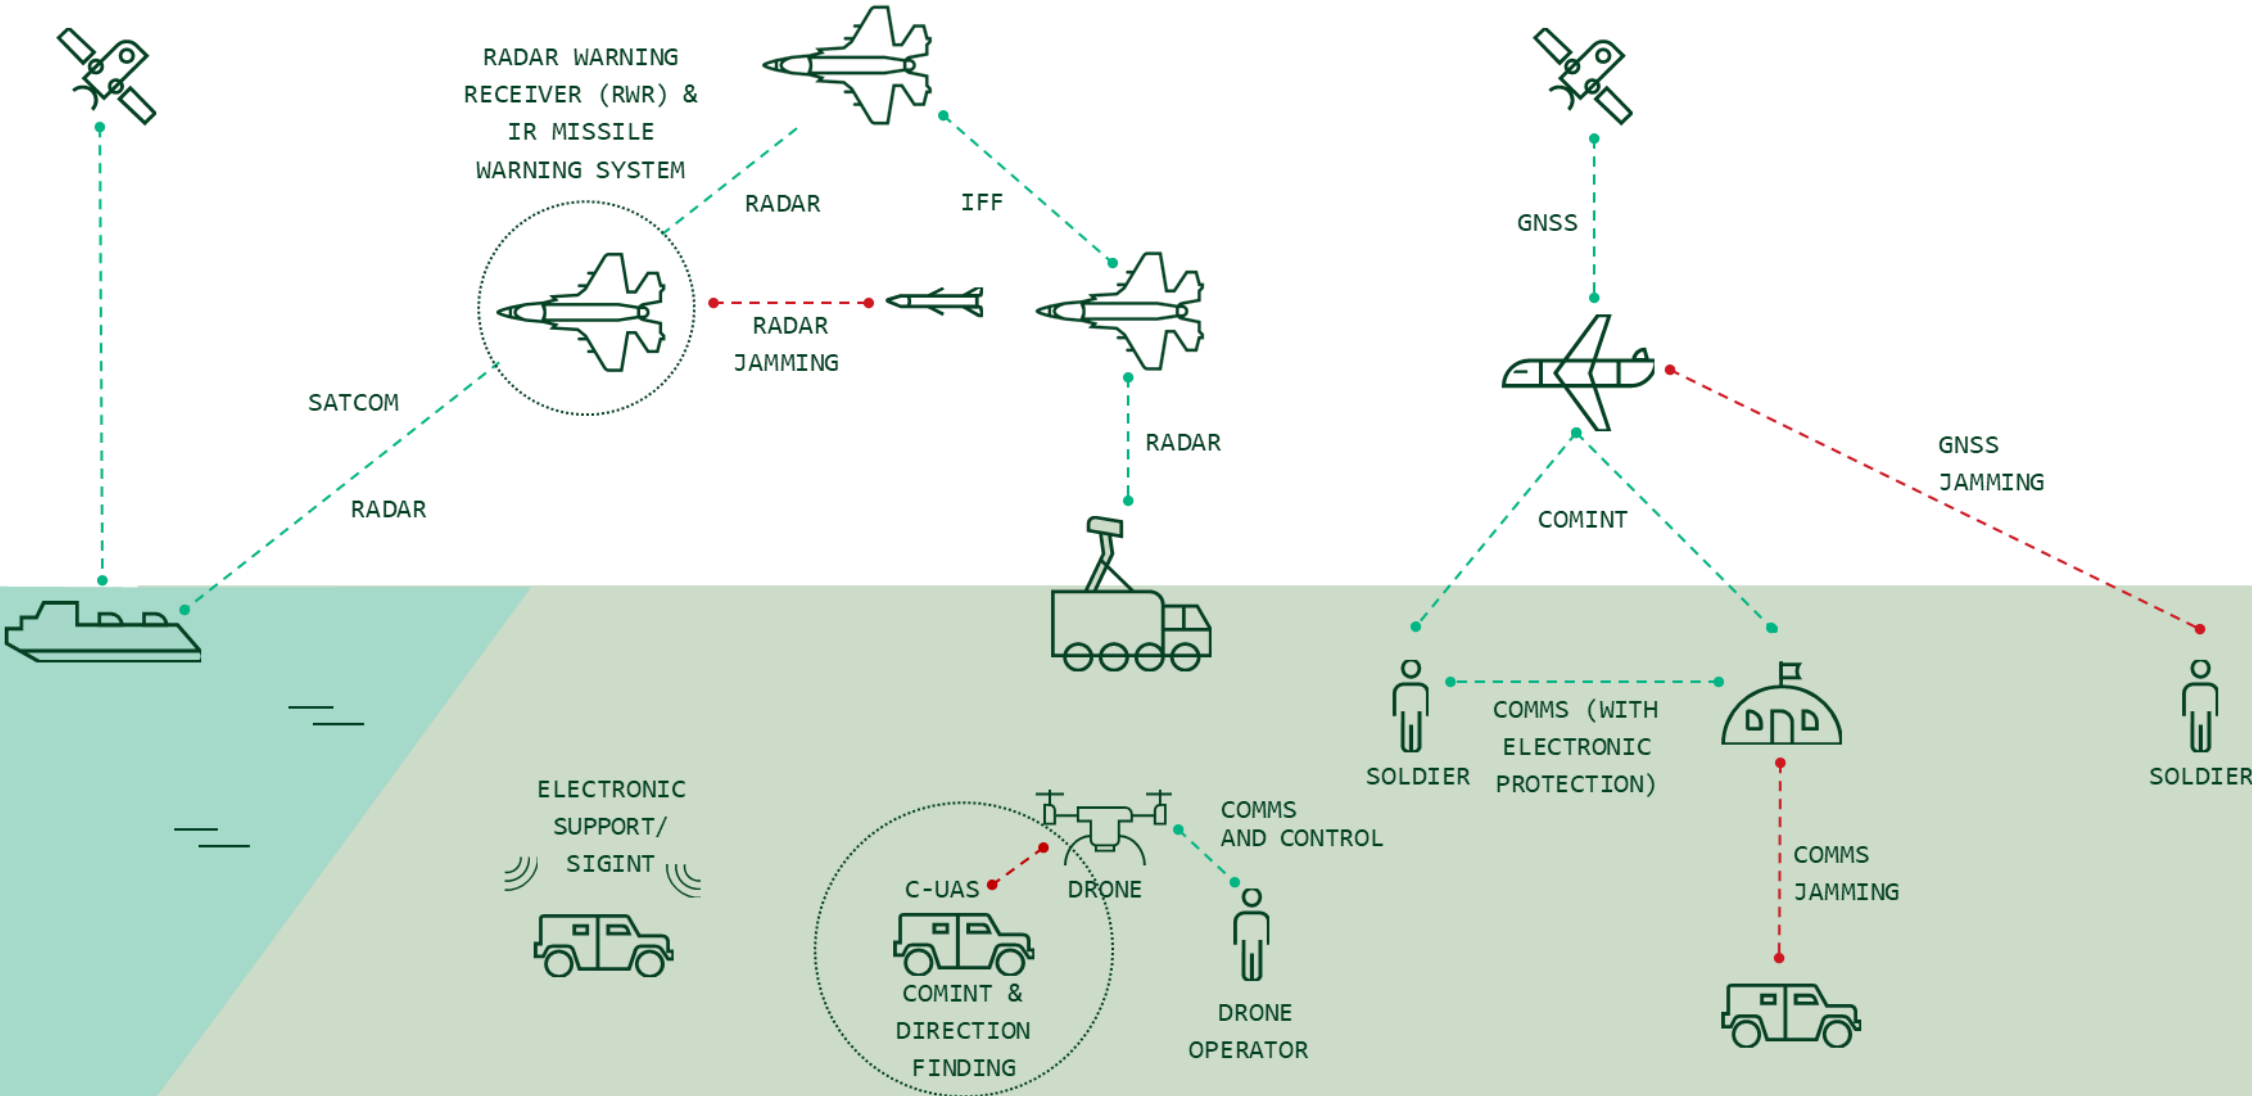 RADAR WARNING
RECEIVER (RWR) &
IR MISSILE
WARNING SYSTEM
RADAR
IFF
GNSS
RADAR
JAMMING
SATCOM
RADAR
RADAR
GNSS
JAMMING
COMINT
COMMS (WITH
ELECTRONIC
PROTECTION)
SOLDIER
SOLDIER
ELECTRONIC
SUPPORT/
SIGINT
COMMS
AND CONTROL
C-UAS
DRONE
COMMS
JAMMING
COMINT &
DIRECTION
FINDING
DRONE
OPERATOR